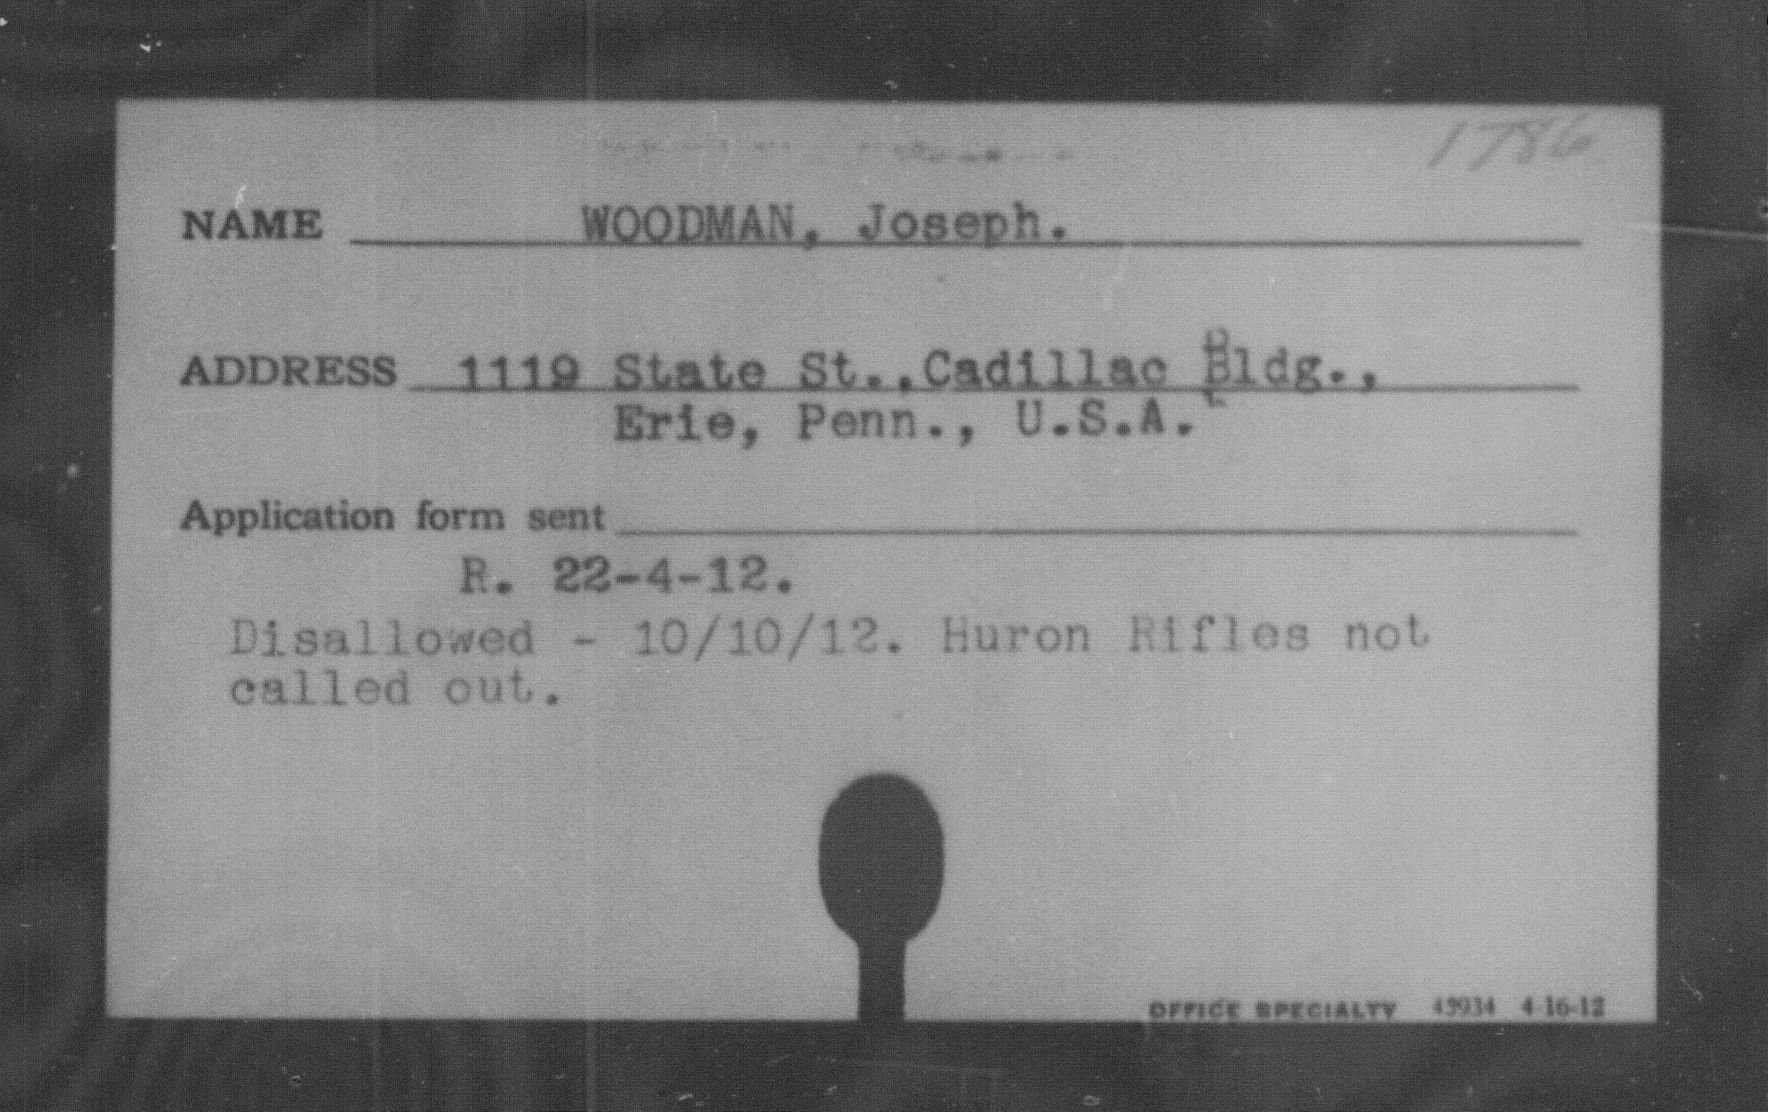 1786
NAME WOODMAN, Joseph.
ADDRESS 1119 State St.,Cadillac Bldg.,
Erie, Penn., U.S.A.
Application form sent
R. 22-4-12.
Disallowed - 10/10/12. Huron Rifles not
called out.
OFFICE SPECIALTY 43934 4-16-12